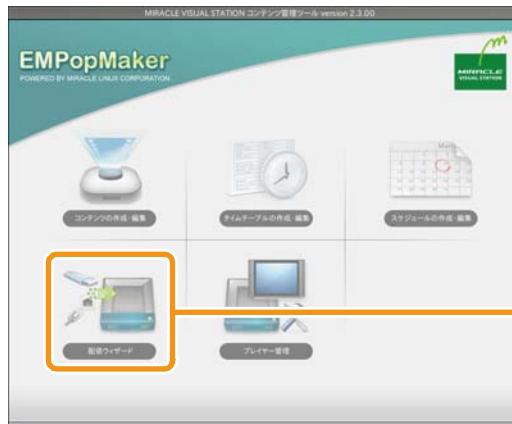 MIRACLE VISUAL STATION コンテンツ管理ツール version 2.3.00
EMPopMaker
POWERED BY MIRACLE LINUX CORPORATION
MIRACLE
VISUAL STATION
コンテンツの作成・編集
タイムテーブルの作成・編集
スケジュールの作成・編集
配信ウィザード
プレイヤー管理